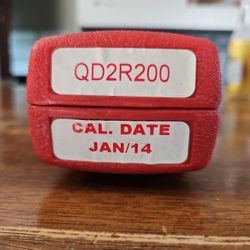 QD2R200
CAL. DATE
JAN/14